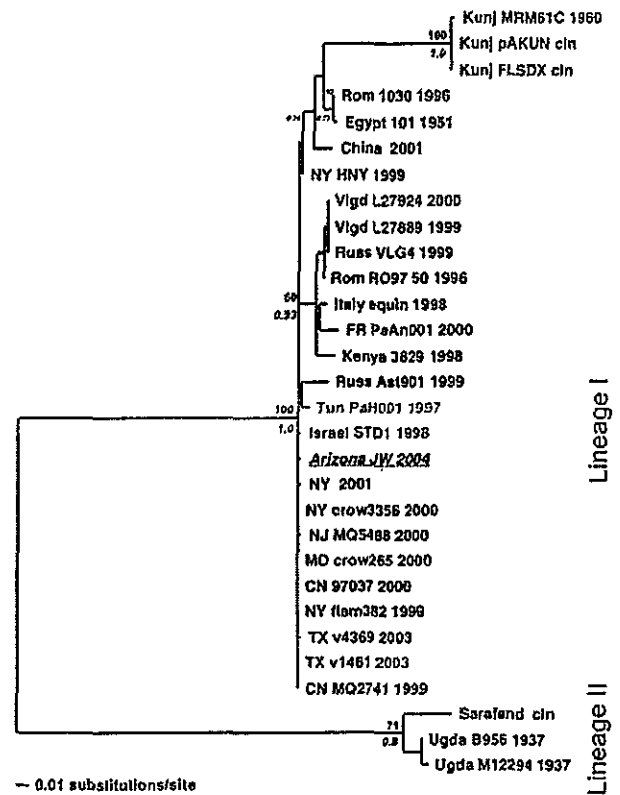 Kunj MRM61C 1960
100
Kunj pAKUN cln
1.0
Kunj FLSDX cln
Rom 1030 1996
Egypt 101 1951
China 2001
NY HNY 1999
Vlgd L27924 2000
Vlgd L27889 1999
Russ VLG4 1999
Rom RO97 50 1996
Italy equin 1998
0.93
FR PaAn001 2000
Kenya 3829 1998
Russ Ast901 1999
100
Tun PaH001 1997
1.0
Israel STD1 1998
Arizona JW 2004
NY 2001
NY crow3356 2000
NJ MQ5488 2000
MD crow265 2000
CN 97037 2000
NY flam382 1999
TX v4369 2003
TX v1461 2003
CN MQ2741 1999
Lineage I
Sarafend cln
71
Ugda B956 1937
Ugda M12294 1937
Lineage II
0.01 substitutions/site